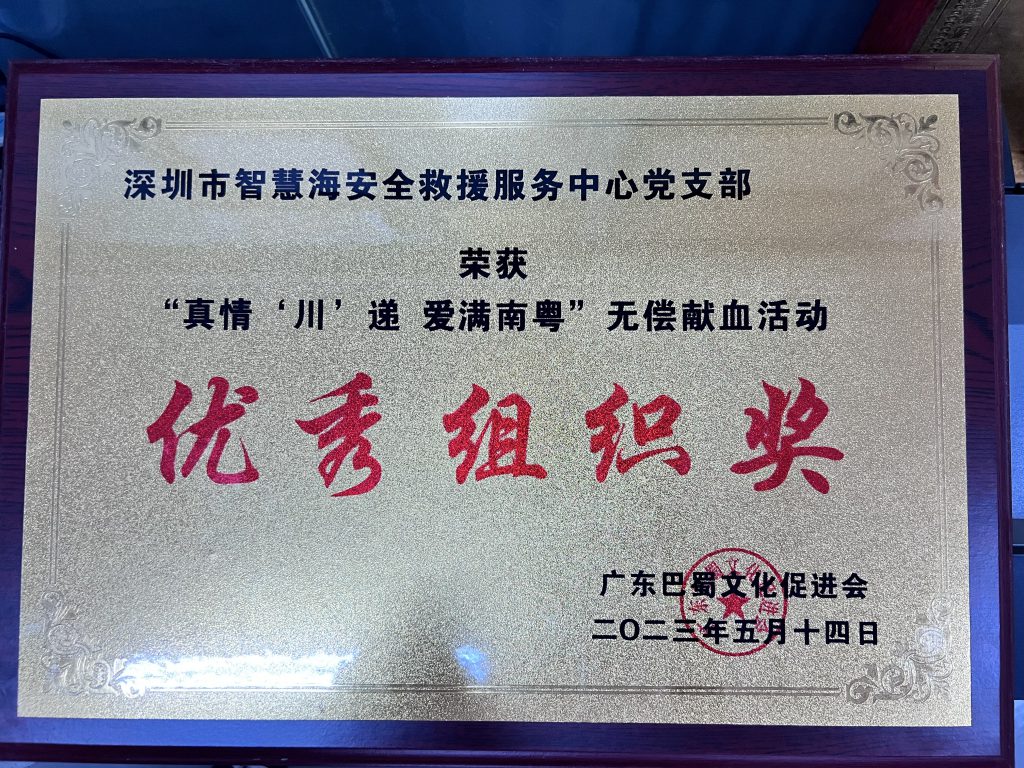 深圳市智慧海安全救援服务中心党支部
荣获
“真情‘川’递 爱满南粤”无偿献血活动
优秀组织奖
广东巴蜀文化促进会
二〇二三年五月十四日